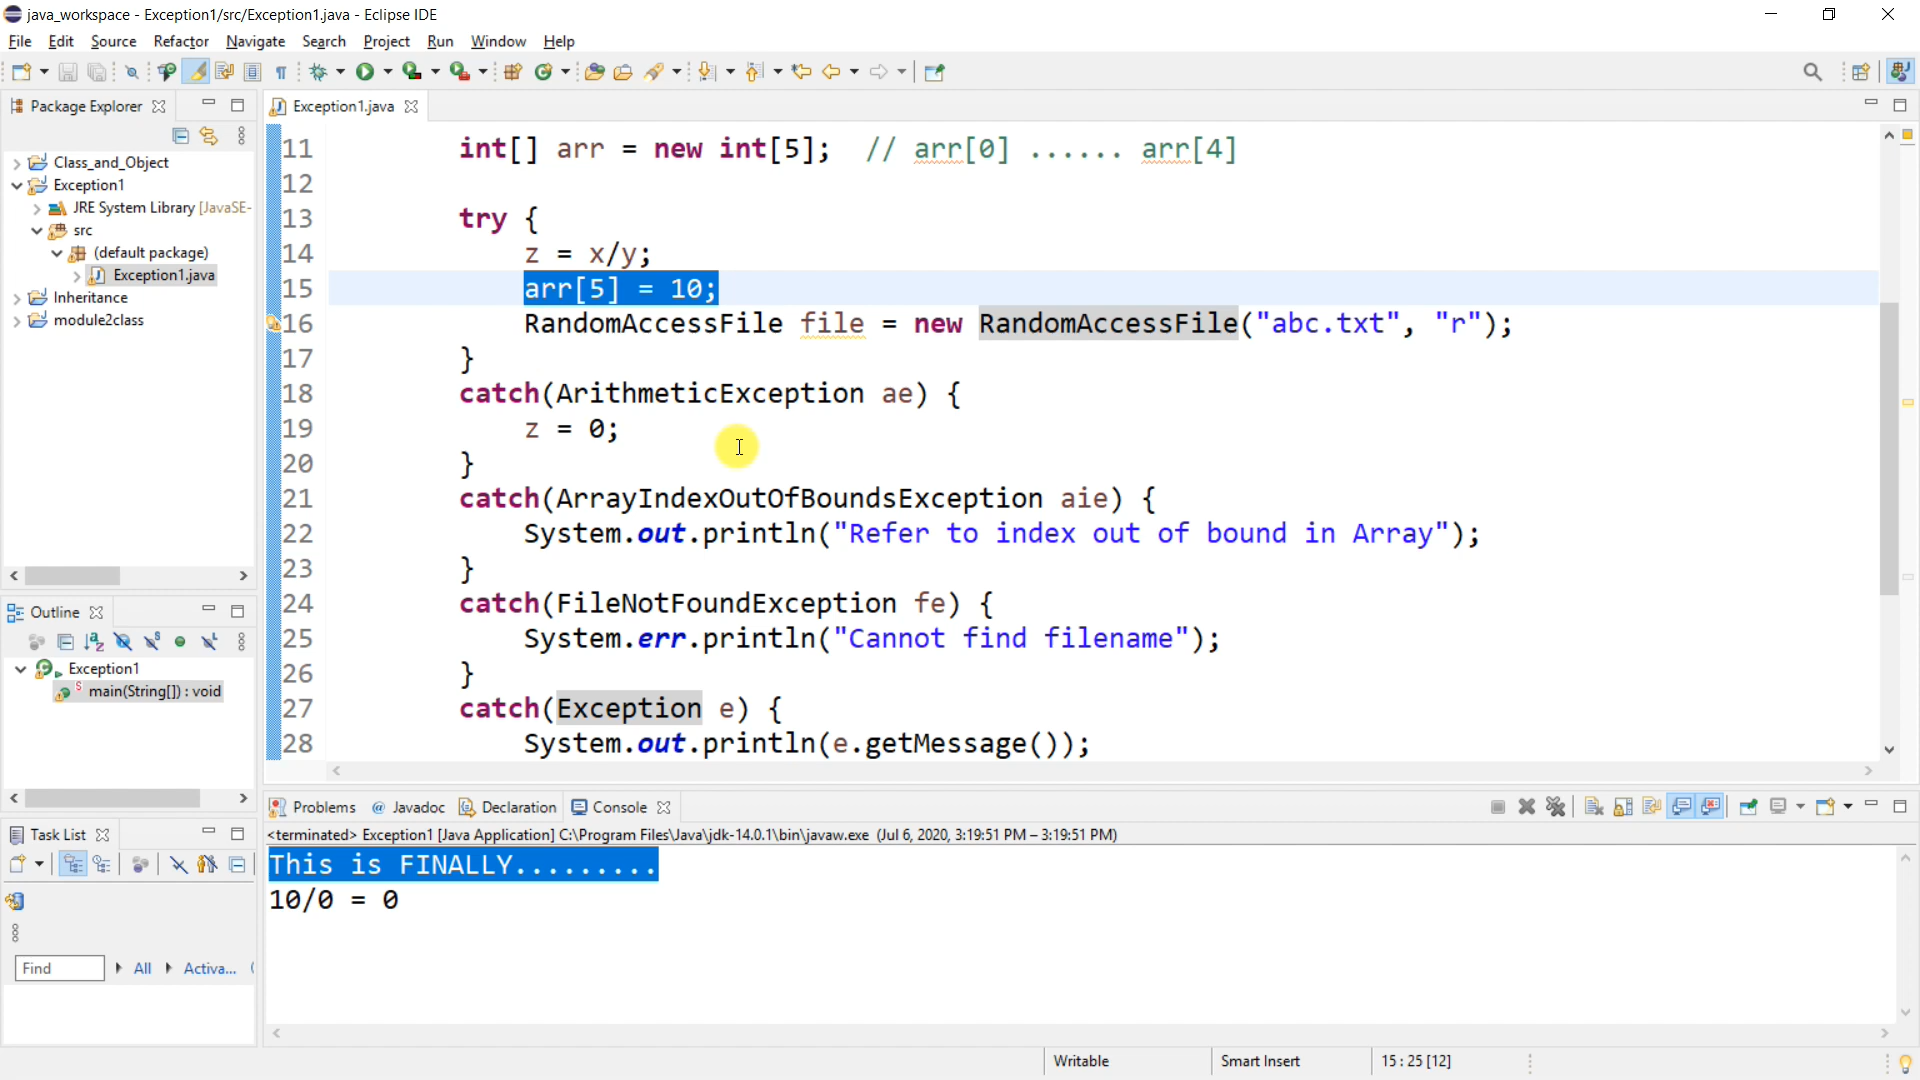 java_workspace - Exception1/src/Exception1.java - Eclipse IDE
File Edit Source Refactor Navigate Search Project Run Window Help
Package Explorer
Class_and_Object
Exception1
JRE System Library [JavaSE-
src
(default package)
Exception1.java
Inheritance
module2class
Outline
Exception1
main(String[]) : void
Task List
Find All Activa...
Exception1.java
11 int[] arr = new int[5]; // arr[0] ...... arr[4]
12
13 try {
14 z = x/y;
15 arr[5] = 10;
16 RandomAccessFile file = new RandomAccessFile("abc.txt", "r");
17 }
18 catch(ArithmeticException ae) {
19 z = 0;
20 }
21 catch(ArrayIndexOutOfBoundsException aie) {
22 System.out.println("Refer to index out of bound in Array");
23 }
24 catch(FileNotFoundException fe) {
25 System.err.println("Cannot find filename");
26 }
27 catch(Exception e) {
28 System.out.println(e.getMessage());
Problems @ Javadoc Declaration Console
<terminated> Exception1 [Java Application] C:\Program Files\Java\jdk-14.0.1\bin\javaw.exe (Jul 6, 2020, 3:19:51 PM – 3:19:51 PM)
This is FINALLY.........
10/0 = 0
Writable Smart Insert 15 : 25 [12]